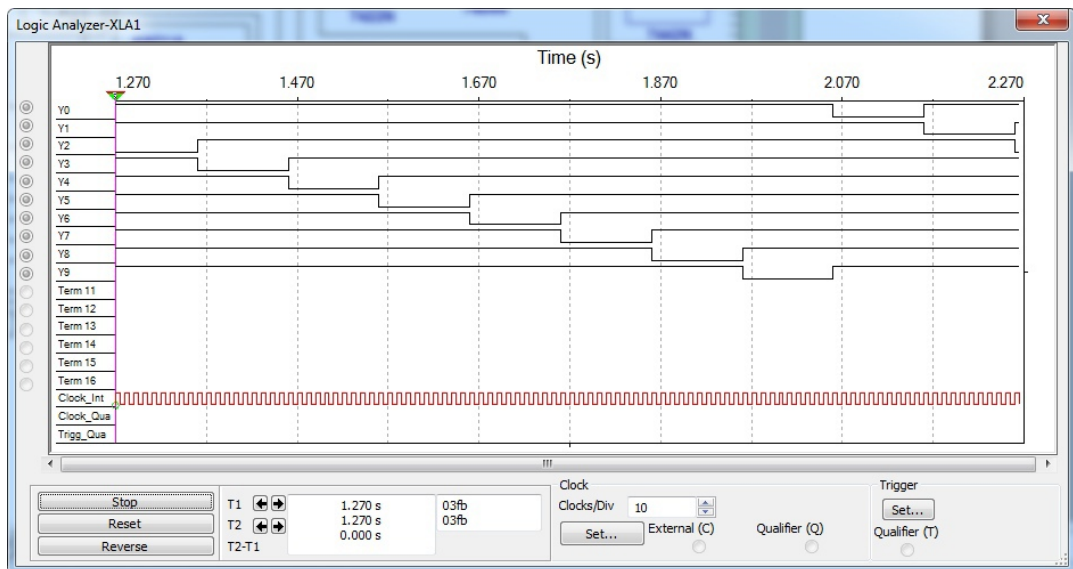 Logic Analyzer-XLA1
Time (s)
1.270 1.470 1.670 1.870 2.070 2.270
Y0
Y1
Y2
Y3
Y4
Y5
Y6
Y7
Y8
Y9
Term 11
Term 12
Term 13
Term 14
Term 15
Term 16
Clock_Int
Clock_Qua
Trigg_Qua
Stop
Reset
Reverse
T1 1.270 s 03fb
T2 1.270 s 03fb
T2-T1 0.000 s
Clock
Clocks/Div 10
Set... External (C) Qualifier (Q)
Trigger
Set...
Qualifier (T)